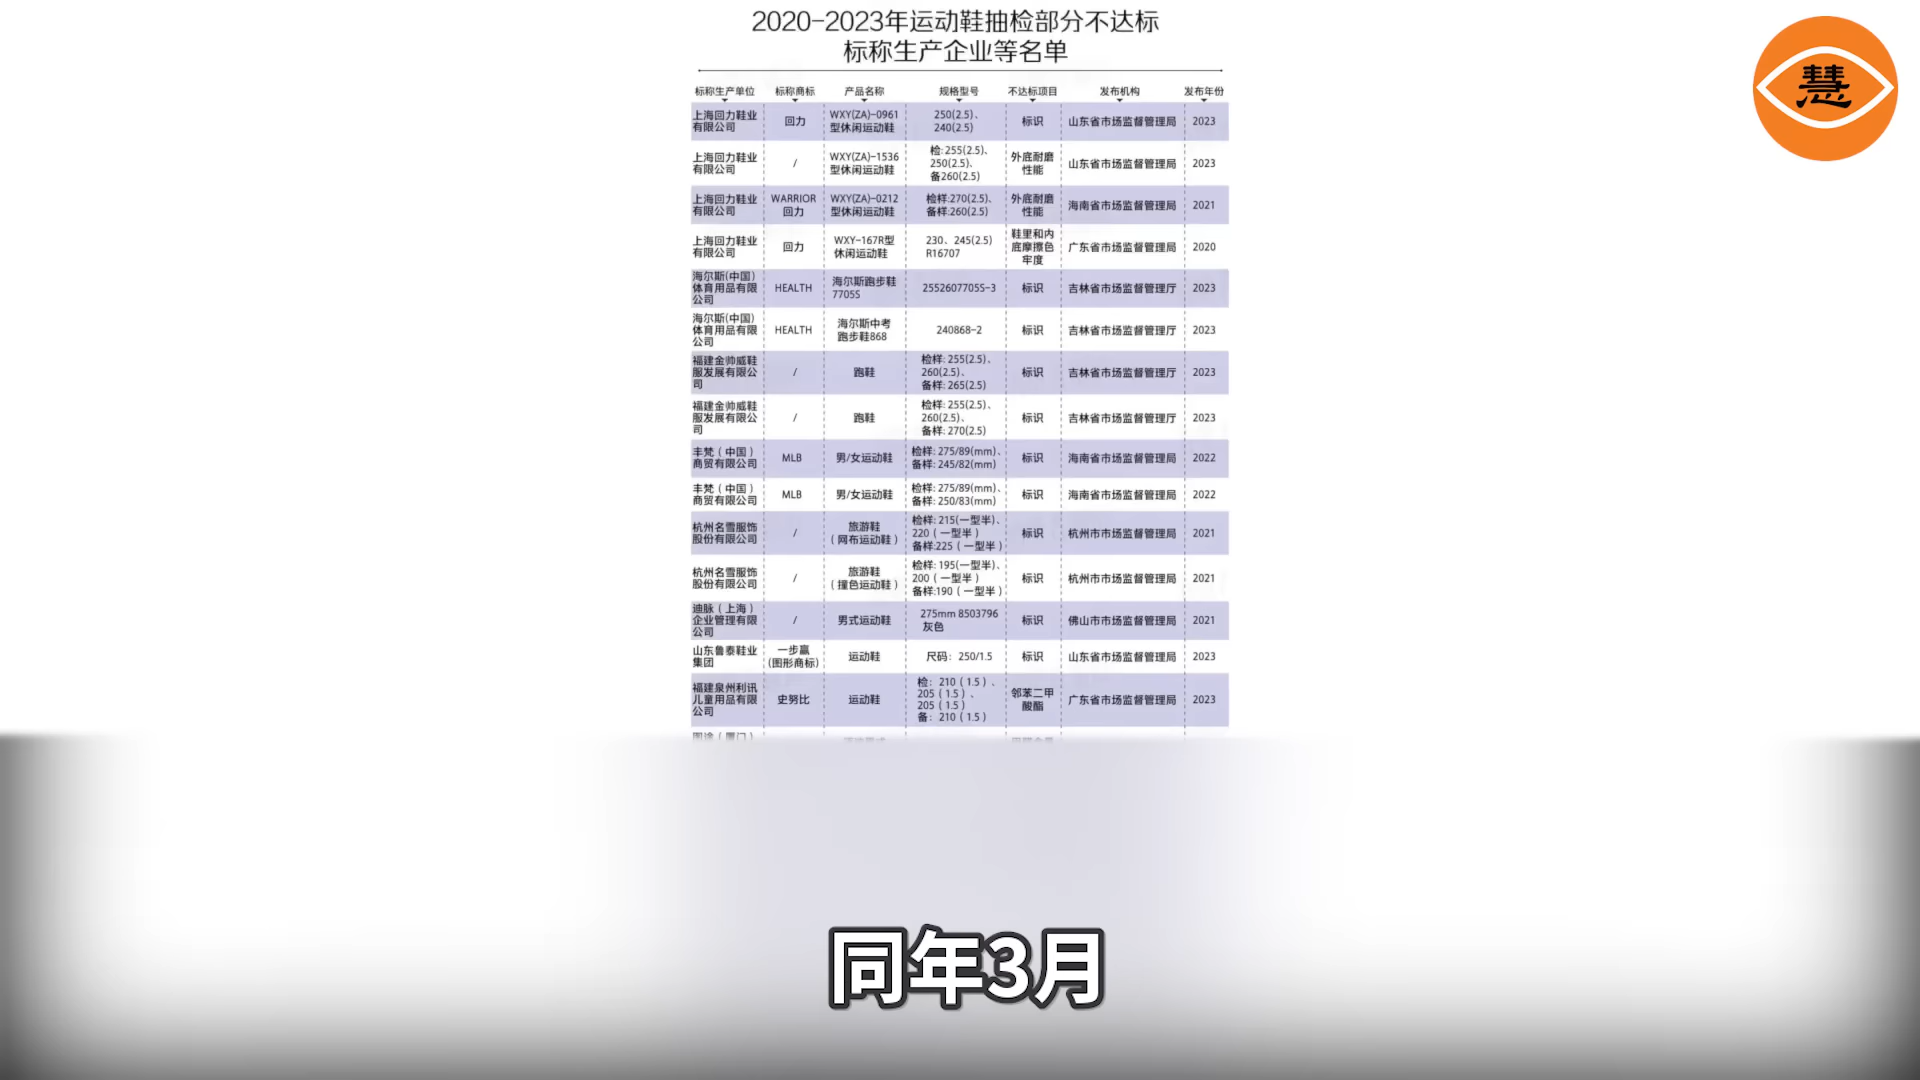 2020-2023年运动鞋抽检部分不达标
标称生产企业等名单
慧
标称生产单位 标称商标 产品名称 规格型号 不达标项目 发布机构 发布年份
上海回力鞋业有限公司 回力 WXY(ZA)-0961型休闲运动鞋 250(2.5)、240(2.5) 标识 山东省市场监督管理局 2023
上海回力鞋业有限公司 / WXY(ZA)-1536型休闲运动鞋 检: 255(2.5)、250(2.5)、备260(2.5) 外底耐磨性能 山东省市场监督管理局 2023
上海回力鞋业有限公司 WARRIOR回力 WXY(ZA)-0212型休闲运动鞋 检样:270(2.5)、备样:260(2.5) 外底耐磨性能 海南省市场监督管理局 2021
上海回力鞋业有限公司 回力 WXY-167R型休闲运动鞋 230、245(2.5) R16707 鞋里和内底摩擦色牢度 广东省市场监督管理局 2020
海尔斯(中国)体育用品有限公司 HEALTH 海尔斯跑步鞋7705S 2552607705S-3 标识 吉林省市场监督管理厅 2023
海尔斯(中国)体育用品有限公司 HEALTH 海尔斯中考跑步鞋868 240868-2 标识 吉林省市场监督管理厅 2023
福建金帅威鞋服发展有限公司 / 跑鞋 检样: 255(2.5)、260(2.5)、备样: 265(2.5) 标识 吉林省市场监督管理厅 2023
福建金帅威鞋服发展有限公司 / 跑鞋 检样: 255(2.5)、260(2.5)、备样: 270(2.5) 标识 吉林省市场监督管理厅 2023
丰梵（中国）商贸有限公司 MLB 男/女运动鞋 检样: 275/89(mm)、备样: 245/82(mm) 标识 海南省市场监督管理局 2022
丰梵（中国）商贸有限公司 MLB 男/女运动鞋 检样: 275/89(mm)、备样: 250/83(mm) 标识 海南省市场监督管理局 2022
杭州名雪服饰股份有限公司 / 旅游鞋（网布运动鞋） 检样: 215(一型半)、220（一型半）备样:225（一型半） 标识 杭州市市场监督管理局 2021
杭州名雪服饰股份有限公司 / 旅游鞋（撞色运动鞋） 检样: 195(一型半)、200（一型半）备样:190（一型半） 标识 杭州市市场监督管理局 2021
迪脉（上海）企业管理有限公司 / 男式运动鞋 275mm 8503796 灰色 标识 佛山市市场监督管理局 2021
山东鲁泰鞋业集团 一步赢(图形商标) 运动鞋 尺码：250/1.5 标识 山东省市场监督管理局 2023
福建泉州利讯儿童用品有限公司 史努比 运动鞋 检：210（1.5）、205（1.5）、205（1.5）备：210（1.5） 邻苯二甲酸酯 广东省市场监督管理局 2023
同年3月